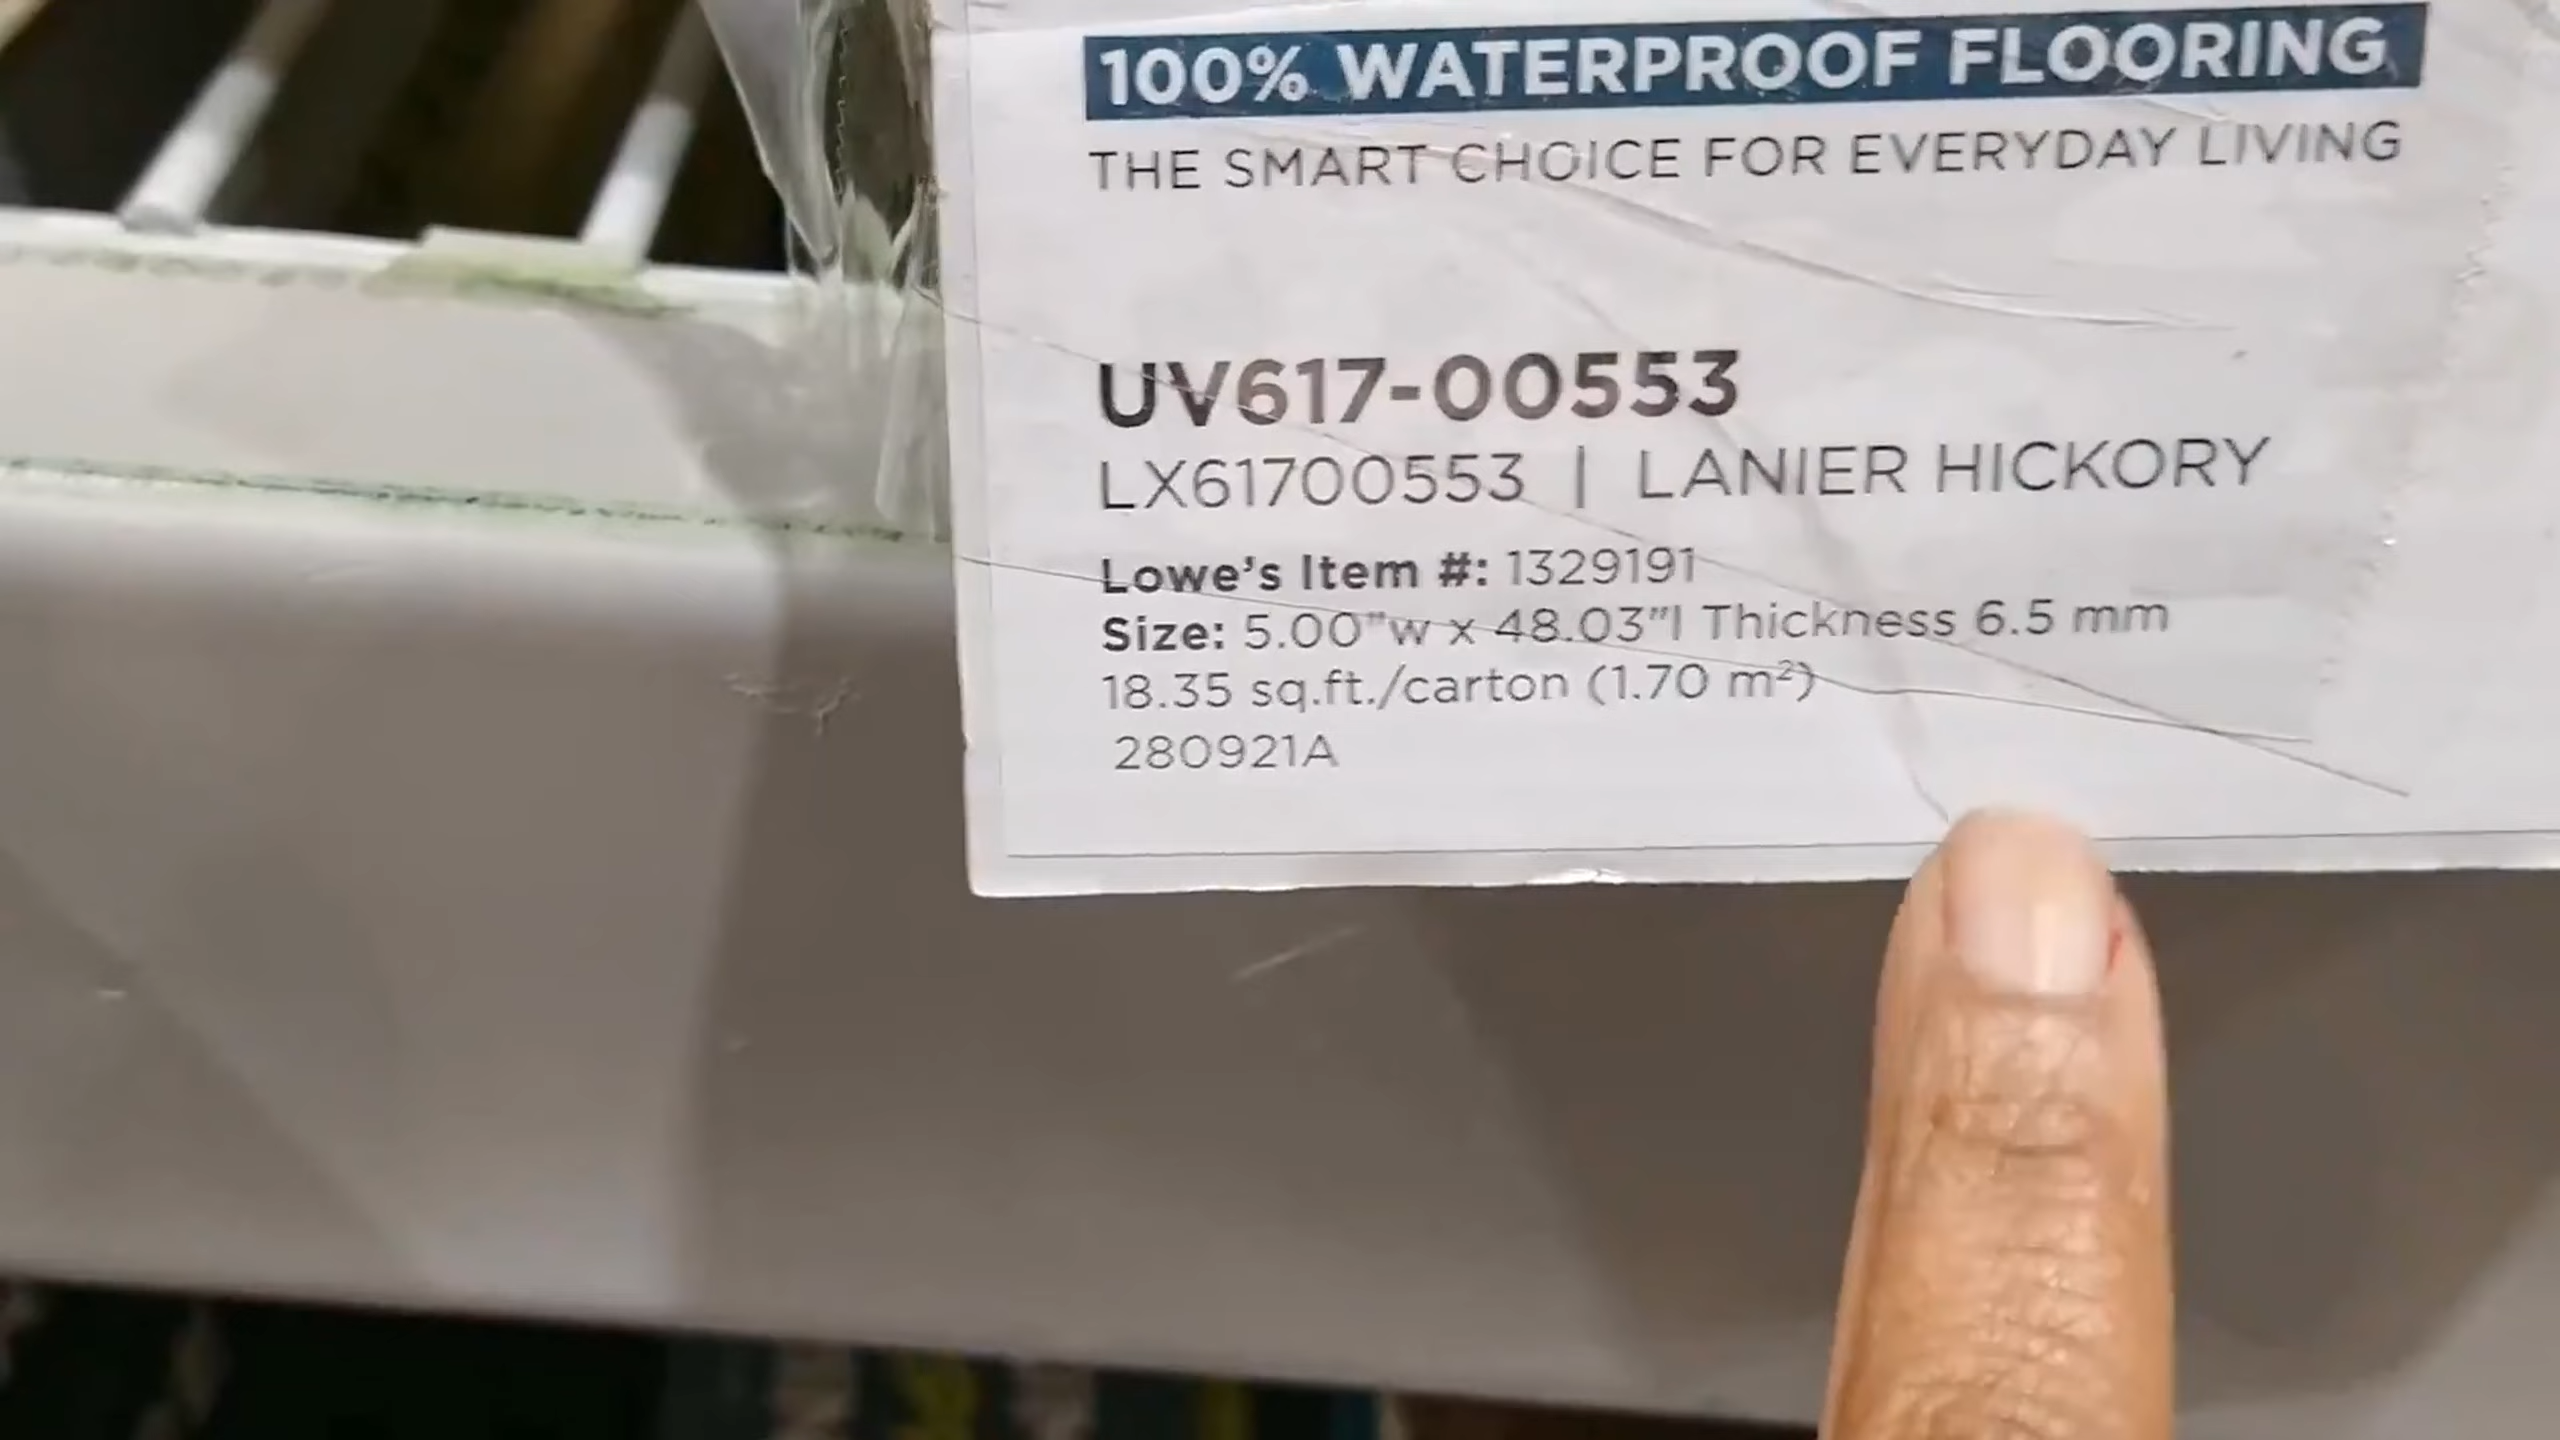 100% WATERPROOF FLOORING
THE SMART CHOICE FOR EVERYDAY LIVING
UV617-00553
LX61700553 | LANIER HICKORY
Lowe's Item #: 1329191
Size: 5.00"w x 48.03"l Thickness 6.5 mm
18.35 sq.ft./carton (1.70 m²)
280921A